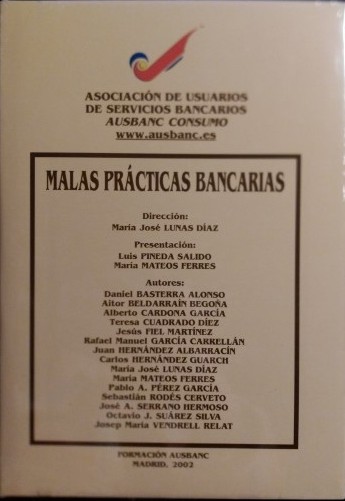 ASOCIACIÓN DE USUARIOS
DE SERVICIOS BANCARIOS
AUSBANC CONSUMO
www.ausbanc.es
MALAS PRÁCTICAS BANCARIAS
Dirección:
María José LUNAS DÍAZ
Presentación:
Luis PINEDA SALIDO
María MATEOS FERRES
Autores:
Daniel BASTERRA ALONSO
Aitor BELDARRAÍN BEGOÑA
Alberto CARDONA GARCÍA
Teresa CUADRADO DÍEZ
Jesús FIEL MARTÍNEZ
Rafael Manuel GARCÍA CARRELLÁN
Juan HERNÁNDEZ ALBARRACÍN
Carlos HERNÁNDEZ GUARCH
María José LUNAS DÍAZ
María MATEOS FERRES
Pablo A. PÉREZ GARCÍA
Sebastián RODÉS CERVETO
José A. SERRANO HERMOSO
Octavio J. SUÁREZ SILVA
Josep María VENDRELL RELAT
FORMACIÓN AUSBANC
MADRID, 2002